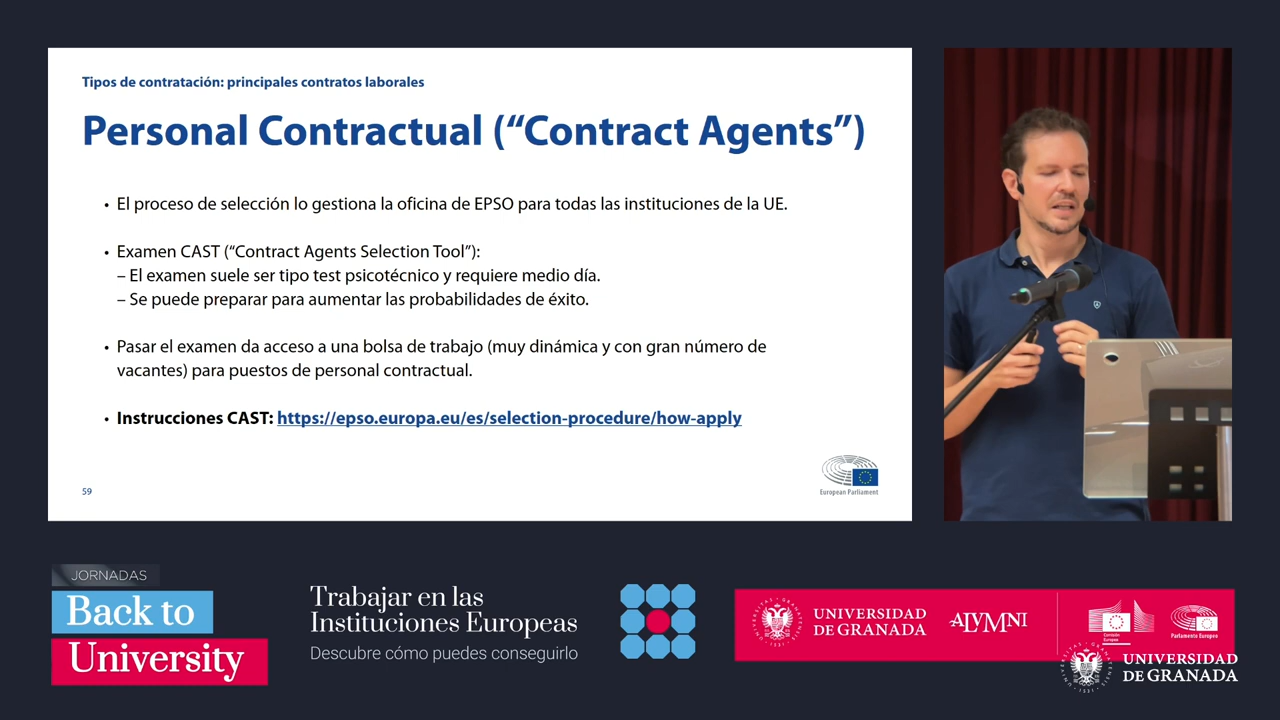 Tipos de contratación: principales contratos laborales
Personal Contractual (“Contract Agents”)
• El proceso de selección lo gestiona la oficina de EPSO para todas las instituciones de la UE.
• Examen CAST (“Contract Agents Selection Tool”):
– El examen suele ser tipo test psicotécnico y requiere medio día.
– Se puede preparar para aumentar las probabilidades de éxito.
• Pasar el examen da acceso a una bolsa de trabajo (muy dinámica y con gran número de
vacantes) para puestos de personal contractual.
• Instrucciones CAST: https://epso.europa.eu/es/selection-procedure/how-apply
59
European Parliament
JORNADAS
Back to
University
Trabajar en las
Instituciones Europeas
Descubre cómo puedes conseguirlo
UNIVERSIDAD
DE GRANADA
ALVMNI
Comisión
Europea
Parlamento Europeo
UNIVERSIDAD
DE GRANADA